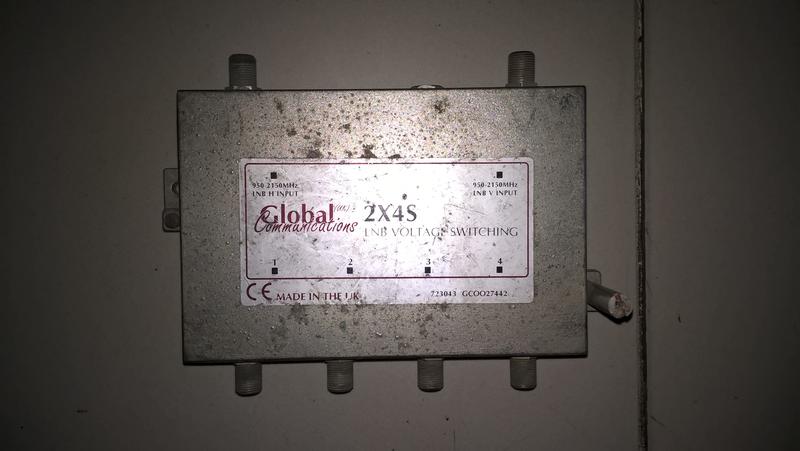 950-2150MHz
LNB H INPUT
950-2150MHz
LNB V INPUT
Global (UK)
Communications
2X4S
LNB VOLTAGE SWITCHING
1 2 3 4
CE MADE IN THE UK
723043 GCOO27442